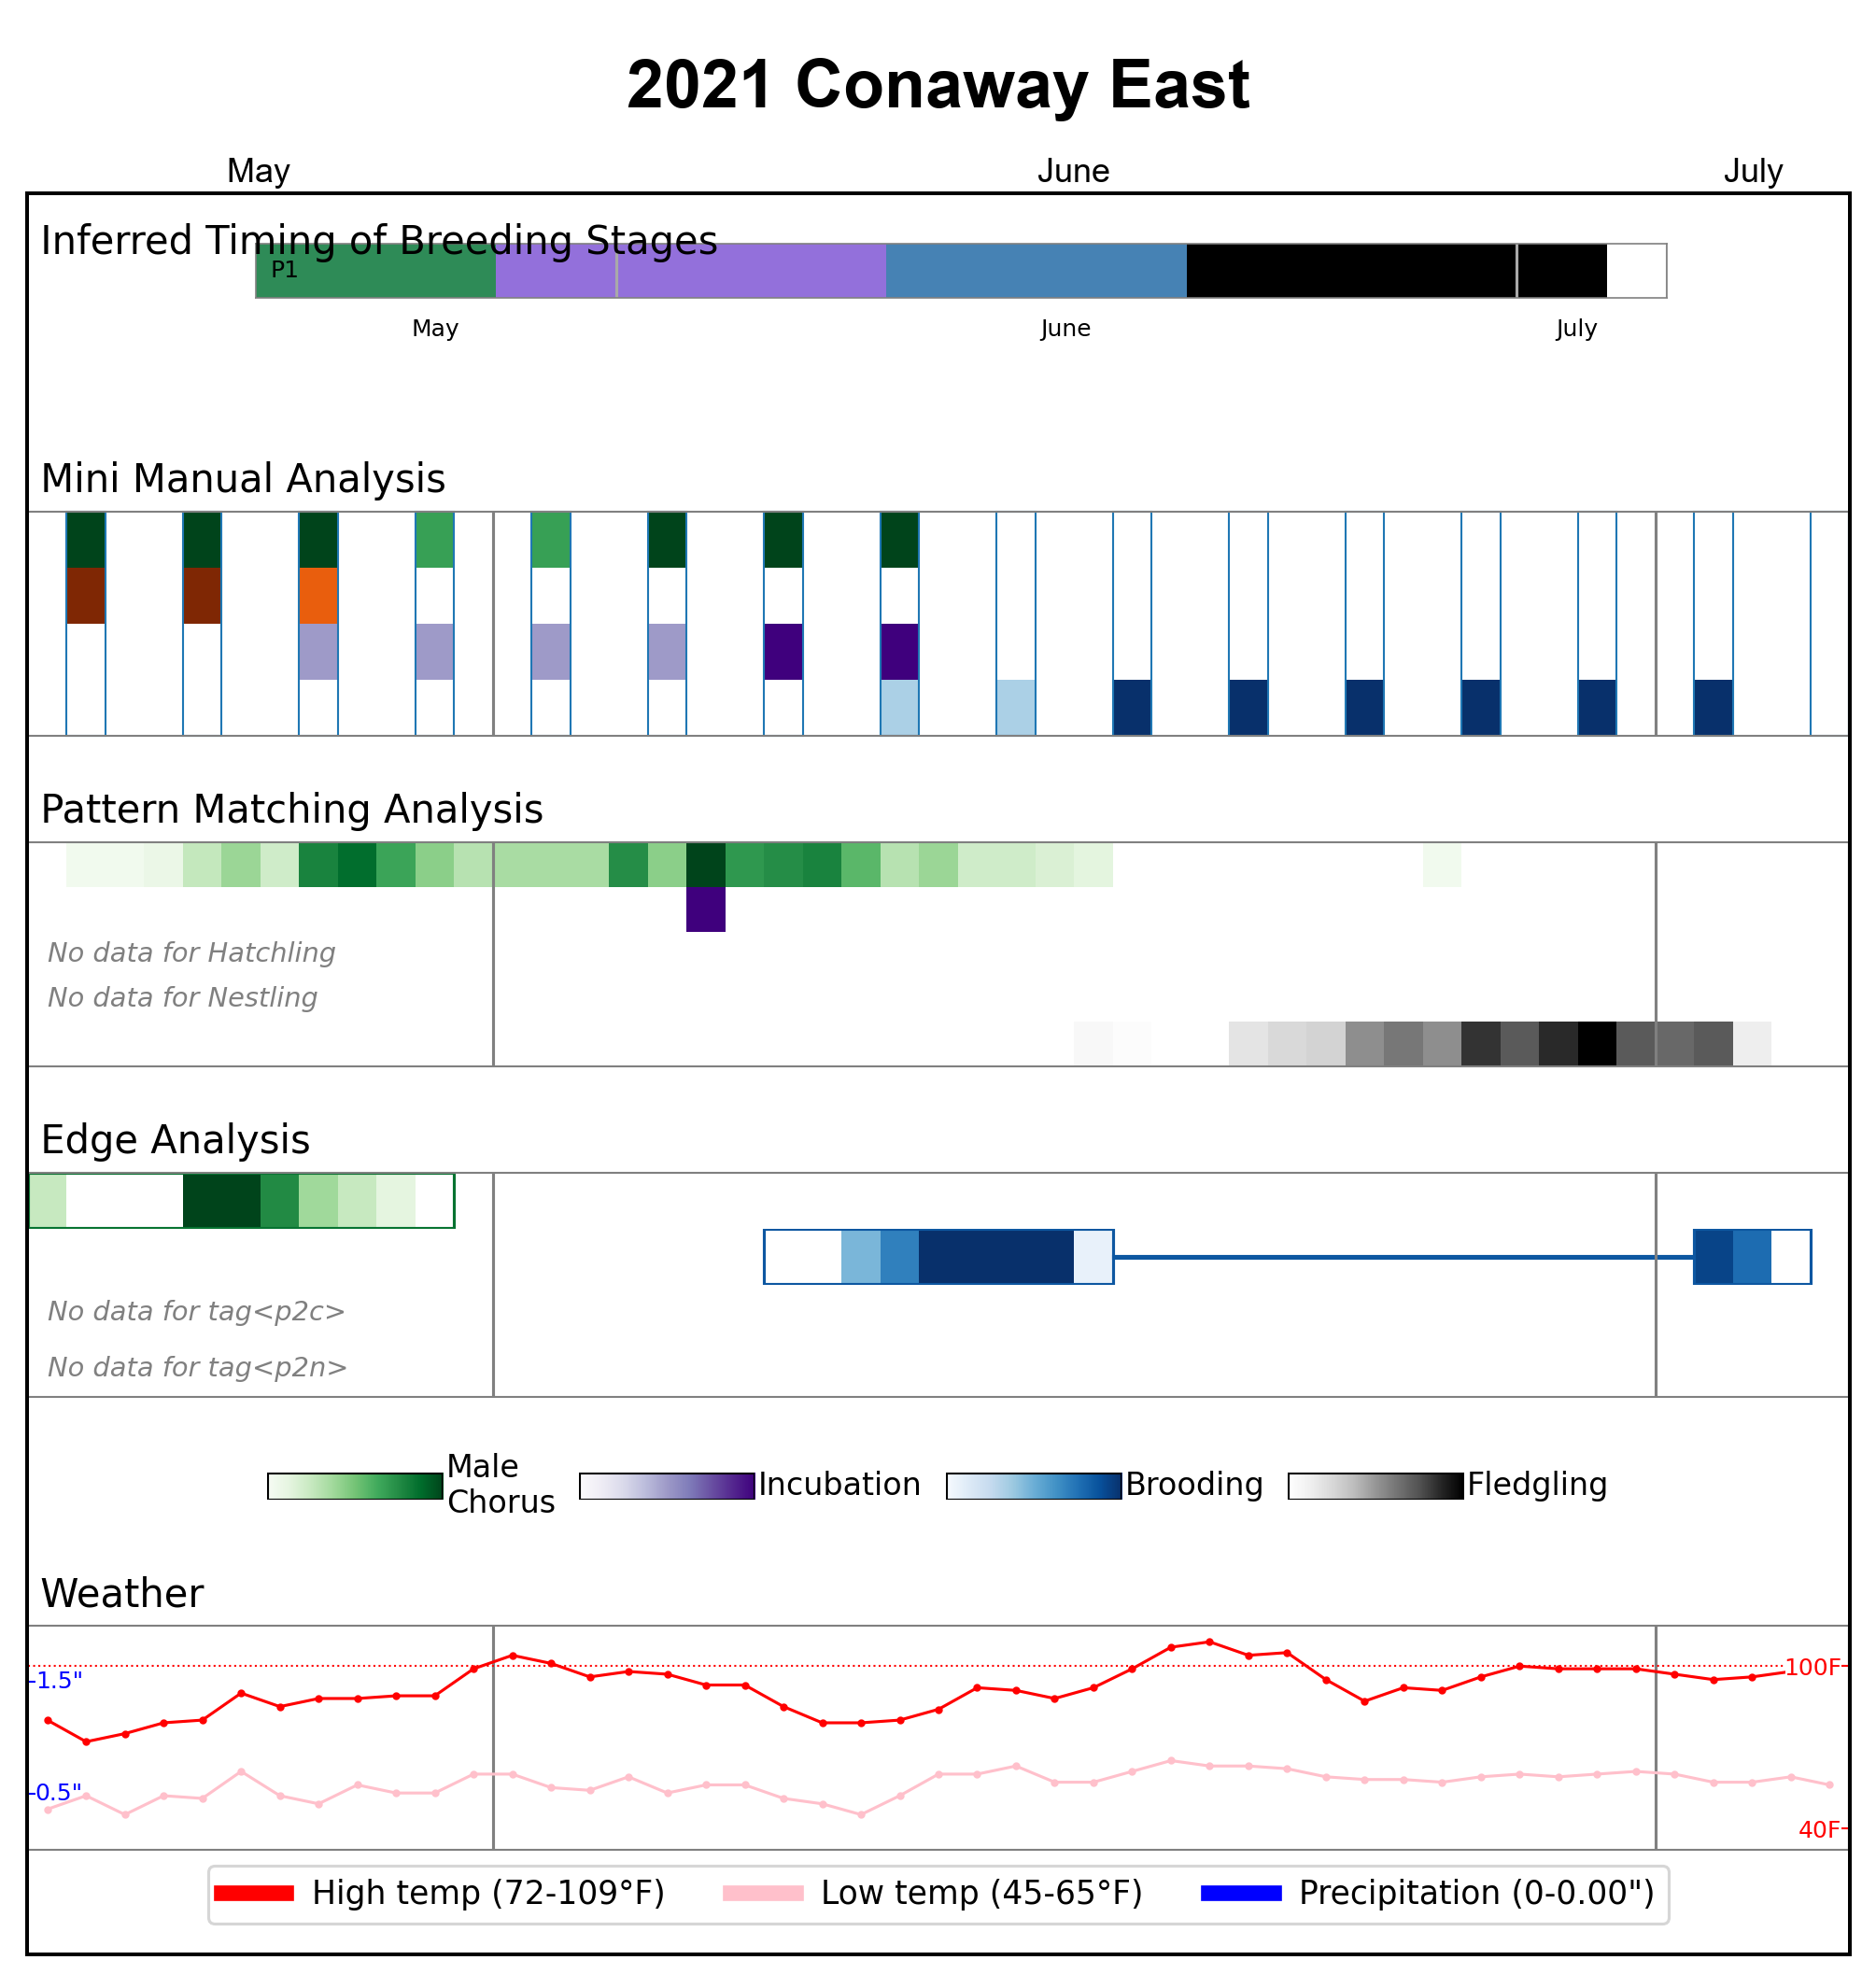 2021 Conaway East
May June July
Inferred Timing of Breeding Stages
P1
May June July
Mini Manual Analysis
Pattern Matching Analysis
No data for Hatchling
No data for Nestling
Edge Analysis
No data for tag<p2c>
No data for tag<p2n>
Male
Chorus
Incubation
Brooding
Fledgling
Weather
1.5"
100F
0.5"
40F
High temp (72-109°F)
Low temp (45-65°F)
Precipitation (0-0.00")